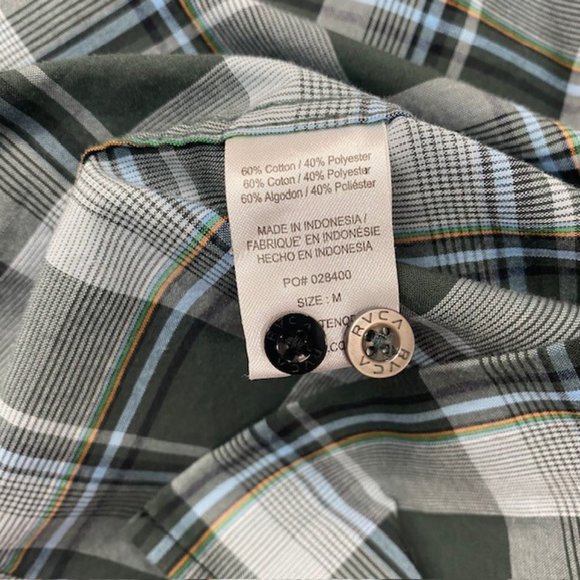 60% Cotton / 40% Polyester
60% Coton / 40% Polyester
60% Algodon / 40% Poliéster
MADE IN INDONESIA /
FABRIQUE' EN INDONÉSIE
HECHO EN INDONESIA
PO# 028400
SIZE : M
RVCA
RVCA